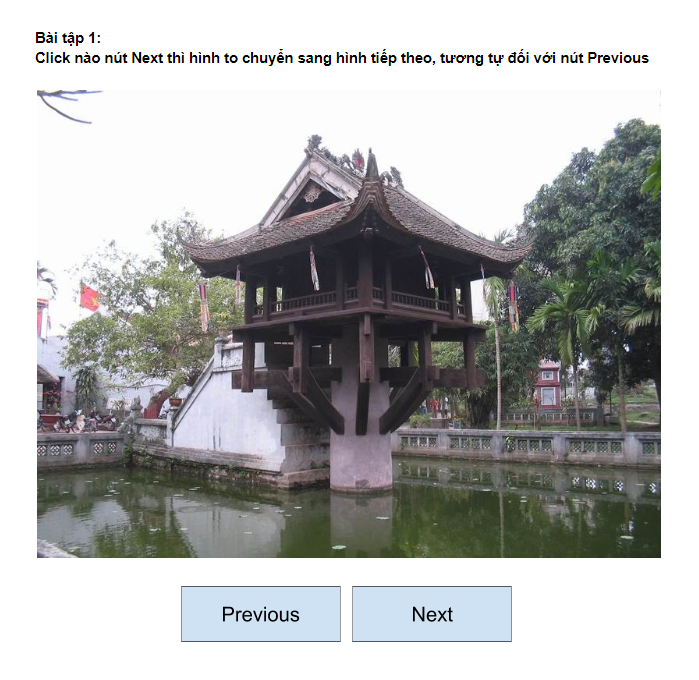 Bài tập 1:
Click nào nút Next thì hình to chuyển sang hình tiếp theo, tương tự đối với nút Previous
Previous
Next